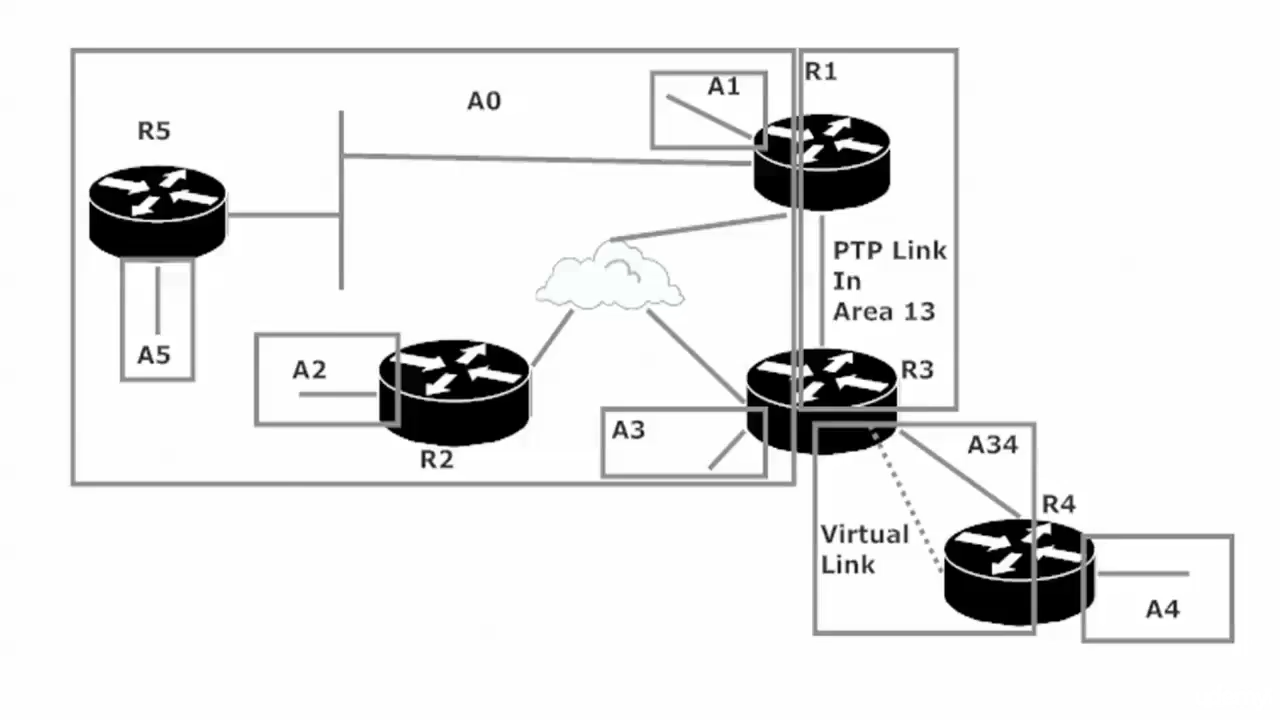 R1
A1
A0
R5
PTP Link
In
Area 13
A5
A2
R3
A3
R2
A34
R4
Virtual
Link
A4